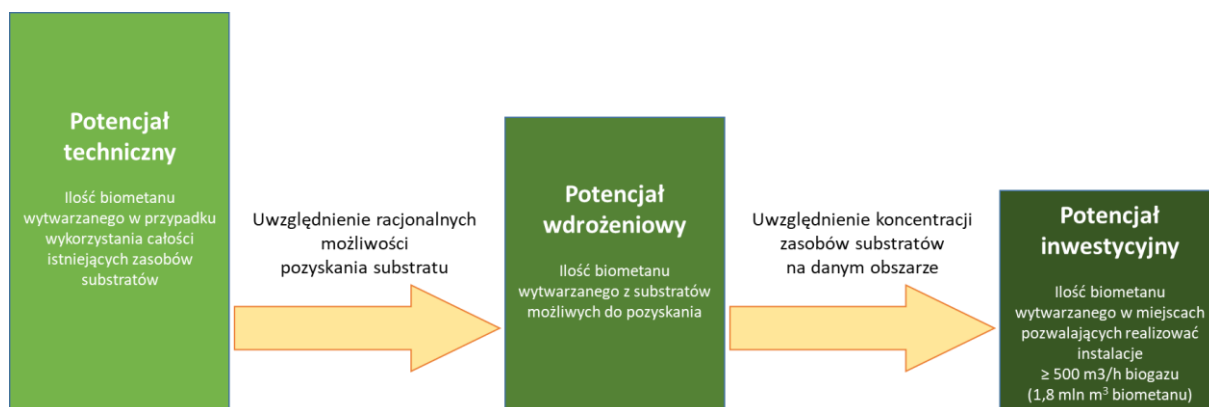 Potencjał
techniczny
Ilość biometanu
wytwarzanego w przypadku
wykorzystania całości
istniejących zasobów
substratów
Uwzględnienie racjonalnych
możliwości
pozyskania substratu
Potencjał
wdrożeniowy
Ilość biometanu
wytwarzanego z substratów
możliwych do pozyskania
Uwzględnienie koncentracji
zasobów substratów
na danym obszarze
Potencjał
inwestycyjny
Ilość biometanu
wytwarzanego w miejscach
pozwalających realizować
instalacje
≥ 500 m3/h biogazu
(1,8 mln m³ biometanu)